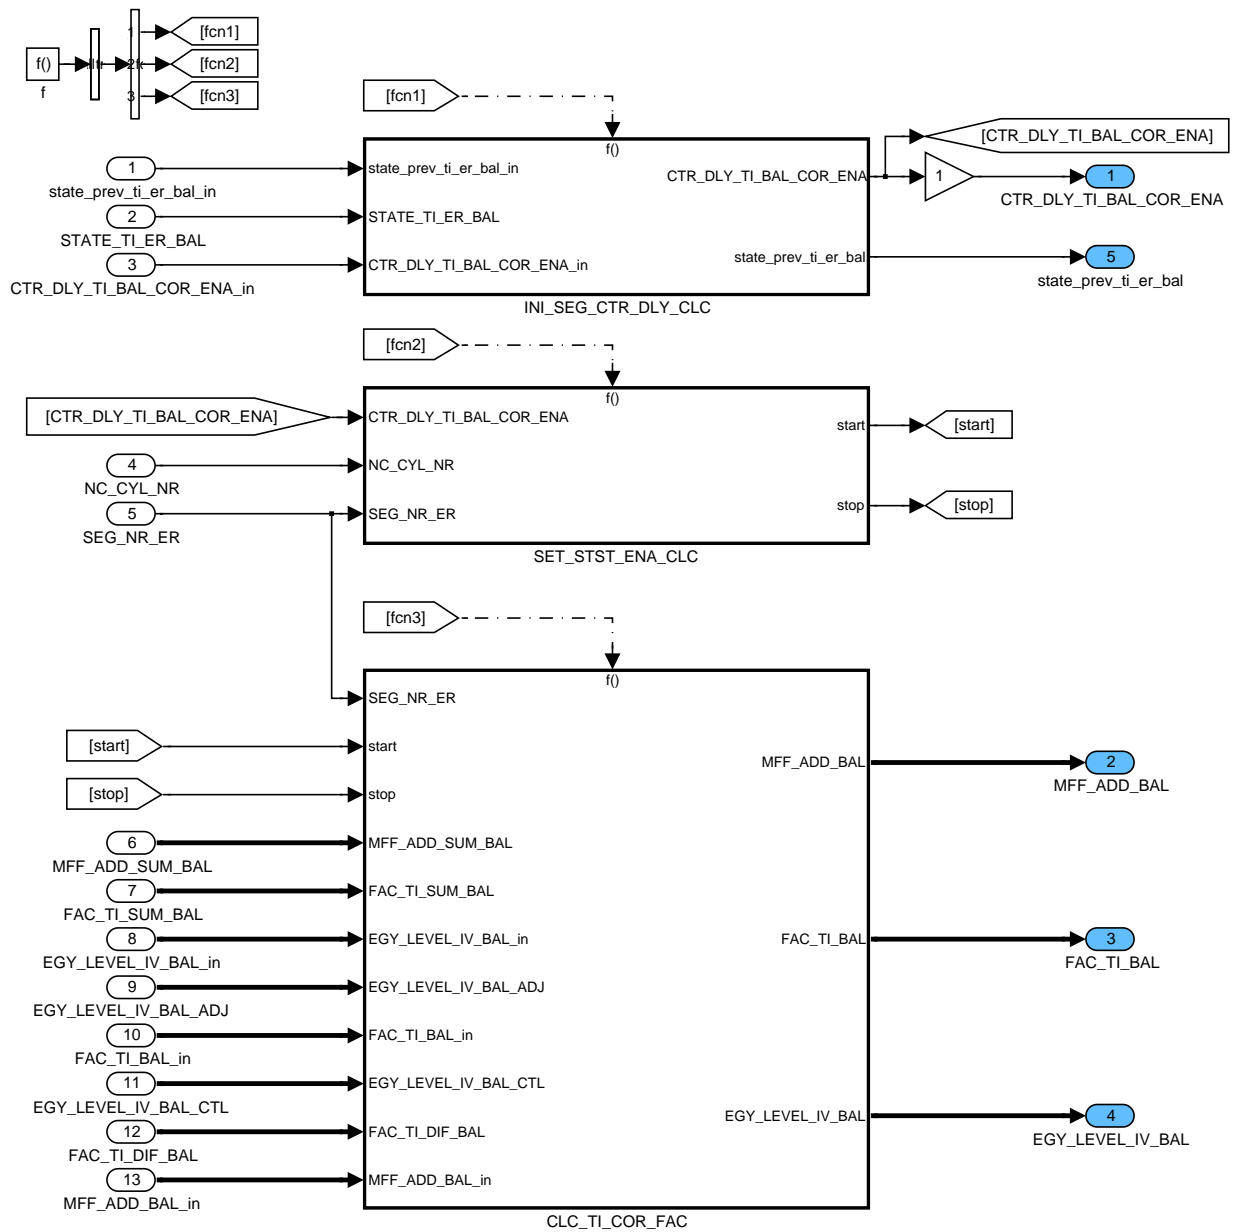 1
[fcn1]
f()
2
[fcn2]
f
3
[fcn3]
[fcn1]
[CTR_DLY_TI_BAL_COR_ENA]
f()
1
state_prev_ti_er_bal_in
CTR_DLY_TI_BAL_COR_ENA
1
1
state_prev_ti_er_bal_in
CTR_DLY_TI_BAL_COR_ENA
2
STATE_TI_ER_BAL
STATE_TI_ER_BAL
3
CTR_DLY_TI_BAL_COR_ENA_in
state_prev_ti_er_bal
5
CTR_DLY_TI_BAL_COR_ENA_in
state_prev_ti_er_bal
INI_SEG_CTR_DLY_CLC
[fcn2]
f()
[CTR_DLY_TI_BAL_COR_ENA]
CTR_DLY_TI_BAL_COR_ENA
start
[start]
4
NC_CYL_NR
NC_CYL_NR
5
SEG_NR_ER
stop
[stop]
SEG_NR_ER
SET_STST_ENA_CLC
[fcn3]
f()
SEG_NR_ER
[start]
start
MFF_ADD_BAL
2
MFF_ADD_BAL
[stop]
stop
6
MFF_ADD_SUM_BAL
MFF_ADD_SUM_BAL
7
FAC_TI_SUM_BAL
FAC_TI_SUM_BAL
8
EGY_LEVEL_IV_BAL_in
FAC_TI_BAL
3
EGY_LEVEL_IV_BAL_in
FAC_TI_BAL
9
EGY_LEVEL_IV_BAL_ADJ
EGY_LEVEL_IV_BAL_ADJ
10
FAC_TI_BAL_in
FAC_TI_BAL_in
11
EGY_LEVEL_IV_BAL_CTL
EGY_LEVEL_IV_BAL_CTL
EGY_LEVEL_IV_BAL
4
12
FAC_TI_DIF_BAL
EGY_LEVEL_IV_BAL
FAC_TI_DIF_BAL
13
MFF_ADD_BAL_in
MFF_ADD_BAL_in
CLC_TI_COR_FAC